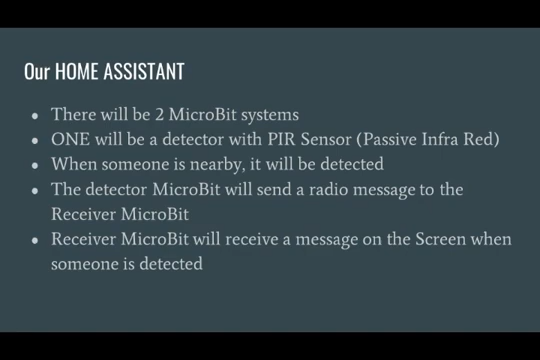 Our HOME ASSISTANT
● There will be 2 MicroBit systems
● ONE will be a detector with PIR Sensor (Passive Infra Red)
● When someone is nearby, it will be detected
● The detector MicroBit will send a radio message to the
Receiver MicroBit
● Receiver MicroBit will receive a message on the Screen when
someone is detected